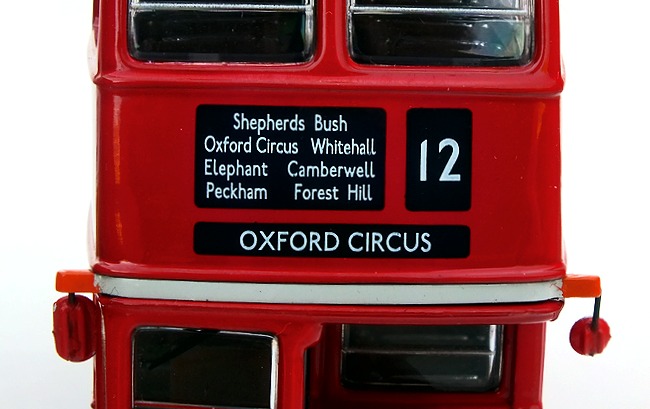 Shepherds Bush
Oxford Circus Whitehall
Elephant Camberwell
Peckham Forest Hill
12
OXFORD CIRCUS